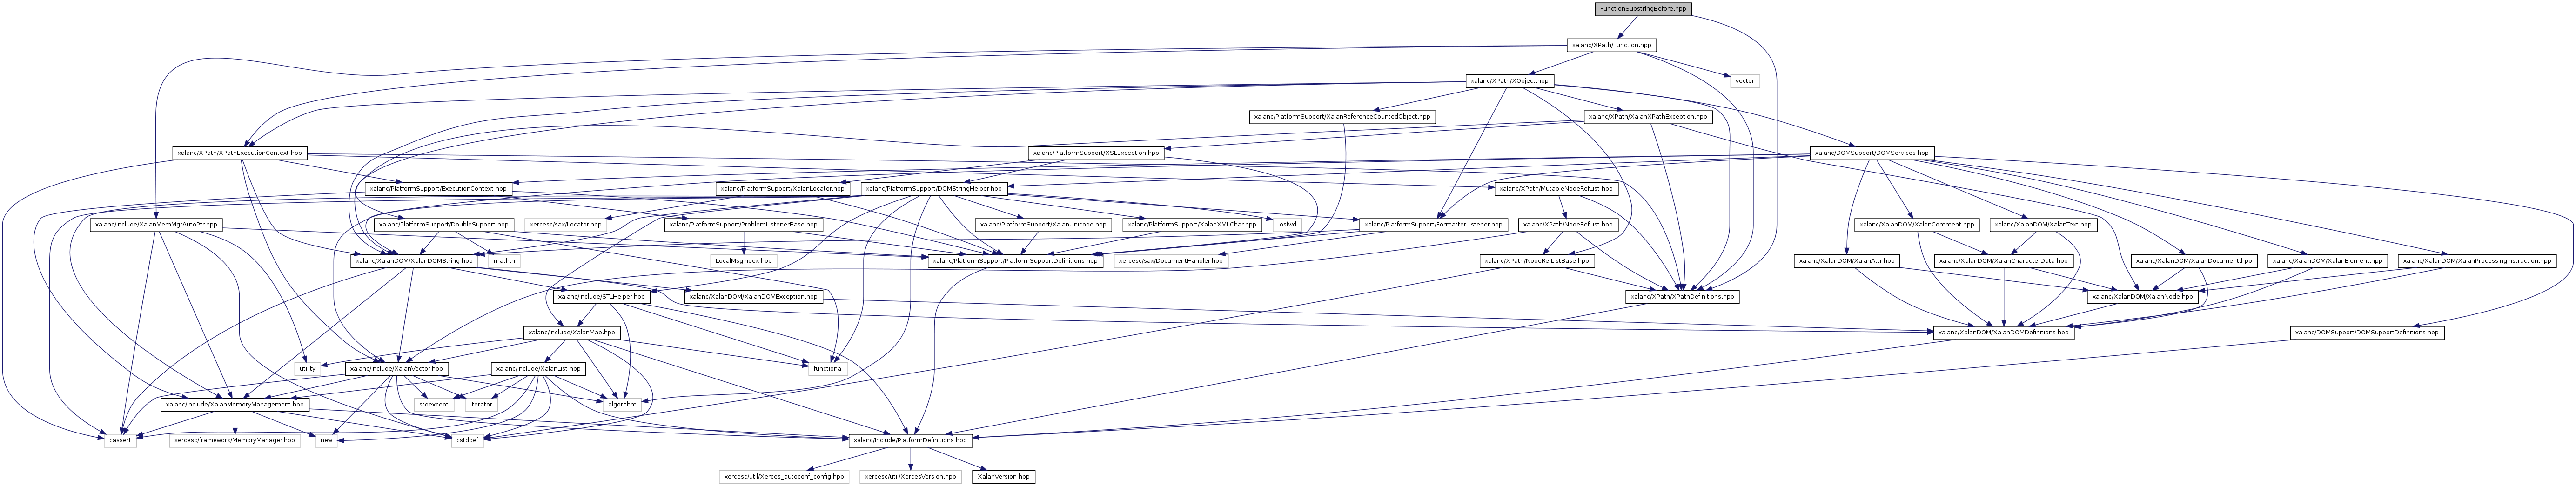 FunctionSubstringBefore.hpp
xalanc/XPath/Function.hpp
xalanc/XPath/XObject.hpp
vector
xalanc/PlatformSupport/XalanReferenceCountedObject.hpp
xalanc/XPath/XalanXPathException.hpp
xalanc/XPath/XPathExecutionContext.hpp
xalanc/PlatformSupport/XSLException.hpp
xalanc/DOMSupport/DOMServices.hpp
xalanc/PlatformSupport/ExecutionContext.hpp
xalanc/PlatformSupport/XalanLocator.hpp
xalanc/PlatformSupport/DOMStringHelper.hpp
xalanc/XPath/MutableNodeRefList.hpp
xalanc/Include/XalanMemMgrAutoPtr.hpp
xalanc/PlatformSupport/DoubleSupport.hpp
xercesc/sax/Locator.hpp
xalanc/PlatformSupport/ProblemListenerBase.hpp
xalanc/PlatformSupport/XalanUnicode.hpp
xalanc/PlatformSupport/XalanXMLChar.hpp
iosfwd
xalanc/PlatformSupport/FormatterListener.hpp
xalanc/XPath/NodeRefList.hpp
xalanc/XalanDOM/XalanComment.hpp
xalanc/XalanDOM/XalanText.hpp
xalanc/XalanDOM/XalanDOMString.hpp
math.h
LocalMsgIndex.hpp
xalanc/PlatformSupport/PlatformSupportDefinitions.hpp
xercesc/sax/DocumentHandler.hpp
xalanc/XPath/NodeRefListBase.hpp
xalanc/XalanDOM/XalanAttr.hpp
xalanc/XalanDOM/XalanCharacterData.hpp
xalanc/XalanDOM/XalanDocument.hpp
xalanc/XalanDOM/XalanElement.hpp
xalanc/XalanDOM/XalanProcessingInstruction.hpp
xalanc/Include/STLHelper.hpp
xalanc/XalanDOM/XalanDOMException.hpp
xalanc/XPath/XPathDefinitions.hpp
xalanc/XalanDOM/XalanNode.hpp
xalanc/Include/XalanMap.hpp
xalanc/XalanDOM/XalanDOMDefinitions.hpp
xalanc/DOMSupport/DOMSupportDefinitions.hpp
utility
xalanc/Include/XalanVector.hpp
xalanc/Include/XalanList.hpp
functional
xalanc/Include/XalanMemoryManagement.hpp
stdexcept
iterator
algorithm
cassert
xercesc/framework/MemoryManager.hpp
new
cstddef
xalanc/Include/PlatformDefinitions.hpp
xercesc/util/Xerces_autoconf_config.hpp
xercesc/util/XercesVersion.hpp
XalanVersion.hpp